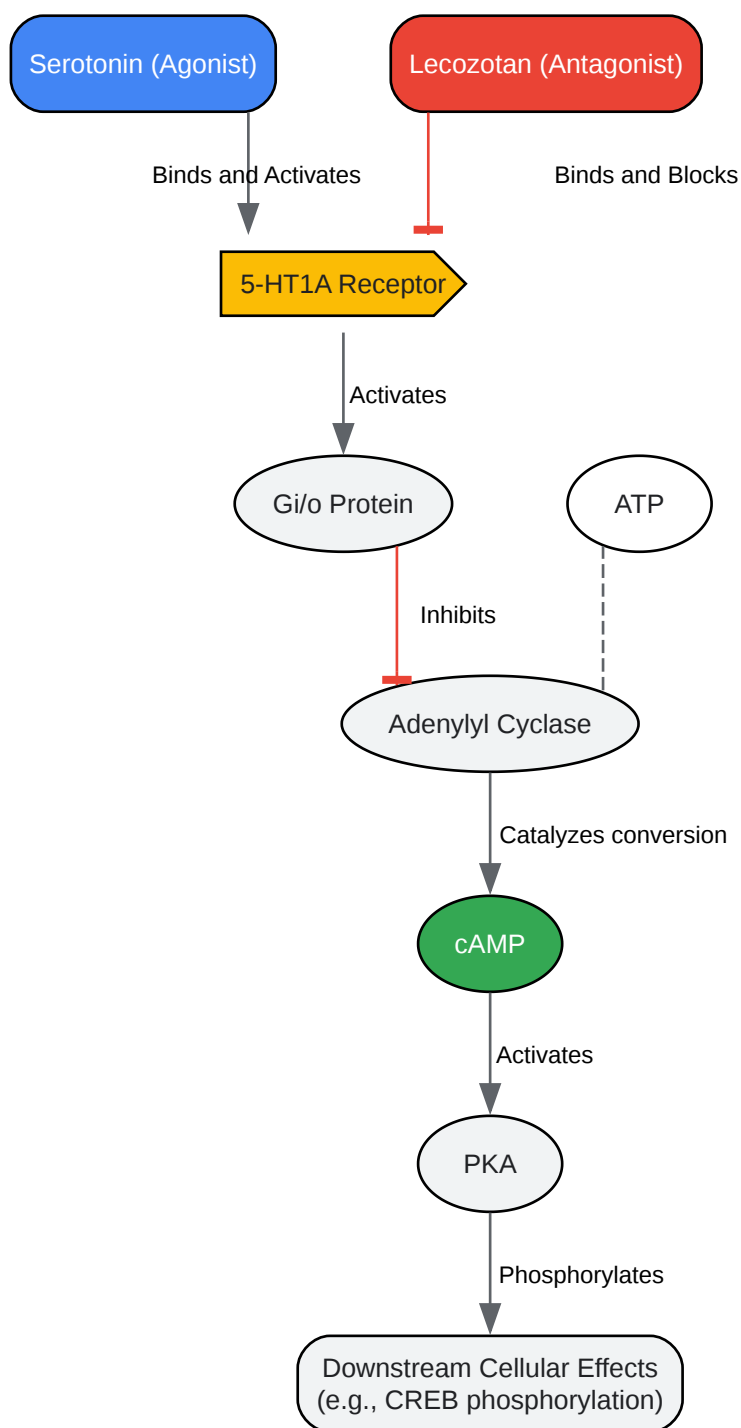 Serotonin (Agonist)
Lecozotan (Antagonist)
Binds and Activates
Binds and Blocks
5-HT1A Receptor
Activates
Gi/o Protein
ATP
Inhibits
Adenylyl Cyclase
Catalyzes conversion
cAMP
Activates
PKA
Phosphorylates
Downstream Cellular Effects
(e.g., CREB phosphorylation)